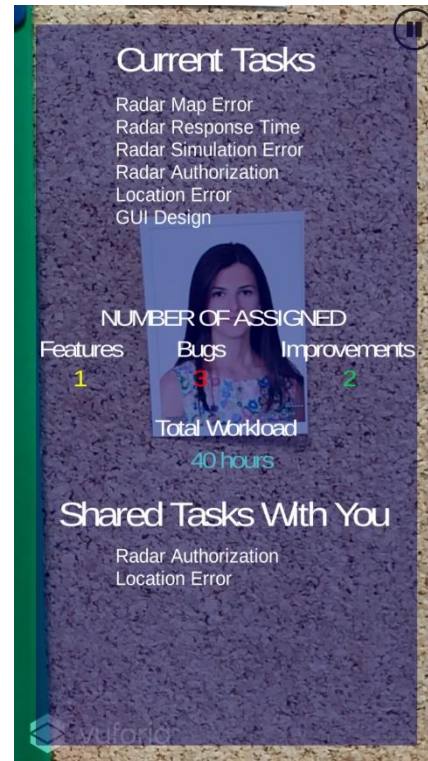 Current Tasks
Radar Map Error
Radar Response Time
Radar Simulation Error
Radar Authorization
Location Error
GUI Design
NUMBER OF ASSIGNED
Features Bugs Improvements
1 3 2
Total Workload
40 hours
Shared Tasks With You
Radar Authorization
Location Error
vuforia